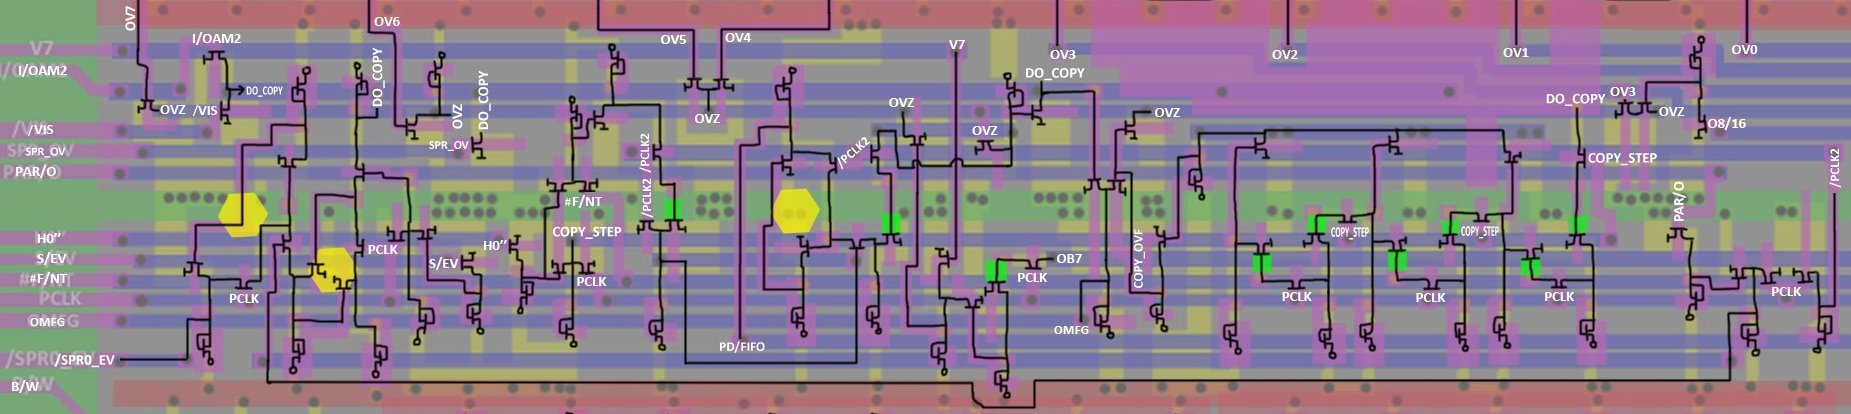 OV7
OV6
I/OAM2
OV5
OV4
V7
V7
OV3
OV2
OV1
OV0
I/OAM2
DO_COPY
DO_COPY
DO_COPY
DO_COPY
DO_COPY
OV3
OVZ
/VIS
OVZ
OVZ
OVZ
OVZ
OVZ
OVZ
/VIS
SPR_OV
SPR_OV
O8/16
SPR_OV
PAR/O
/PCLK2
/PCLK2
/PCLK2
/PCLK2
COPY_STEP
PAR/O
#F/NT
COPY_STEP
COPY_STEP
COPY_STEP
H0''
H0''
PCLK
S/EV
S/EV
#F/NT
COPY_OVF
OB7
PCLK
PCLK
PCLK
PCLK
PCLK
PCLK
PCLK
PCLK
OMFG
OMFG
OMFG
PD/FIFO
/SPR0_EV
/SPR0_EV
B/W
B/W